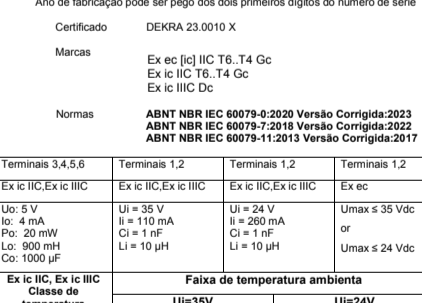 Ano de fabricação pode ser pego dos dois primeiros dígitos do número de série
Certificado DEKRA 23.0010 X
Marcas
Ex ec [ic] IIC T6..T4 Gc
Ex ic IIC T6..T4 Gc
Ex ic IIIC Dc
Normas ABNT NBR IEC 60079-0:2020 Versão Corrigida:2023
ABNT NBR IEC 60079-7:2018 Versão Corrigida:2022
ABNT NBR IEC 60079-11:2013 Versão Corrigida:2017
Terminais 3,4,5,6 Terminais 1,2 Terminais 1,2 Terminais 1,2
Ex ic IIC,Ex ic IIIC Ex ic IIC,Ex ic IIIC Ex ic IIC,Ex ic IIIC Ex ec
Uo: 5 V Ui = 35 V Ui = 24 V Umax ≤ 35 Vdc
Io: 4 mA Ii = 110 mA Ii = 260 mA
Po: 20 mW Ci = 1 nF Ci = 1 nF or
Lo: 900 mH Li = 10 µH Li = 10 µH
Co: 1000 µF Umax ≤ 24 Vdc
Ex ic IIC, Ex ic IIIC Faixa de temperatura ambienta
Classe de
temperatura Ui=35V Ui=24V